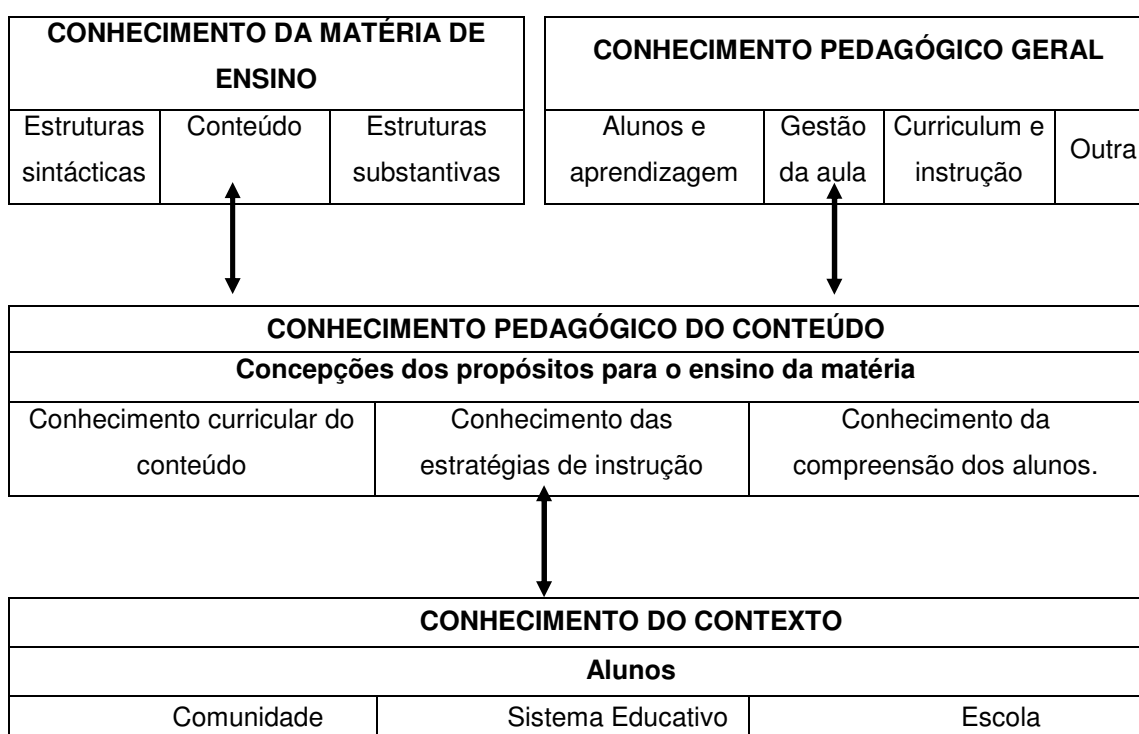 CONHECIMENTO DA MATÉRIA DE
ENSINO
Estruturas
sintácticas
Conteúdo
Estruturas
substantivas
CONHECIMENTO PEDAGÓGICO GERAL
Alunos e
aprendizagem
Gestão
da aula
Curriculum e
instrução
Outra
CONHECIMENTO PEDAGÓGICO DO CONTEÚDO
Concepções dos propósitos para o ensino da matéria
Conhecimento curricular do
conteúdo
Conhecimento das
estratégias de instrução
Conhecimento da
compreensão dos alunos.
CONHECIMENTO DO CONTEXTO
Alunos
Comunidade
Sistema Educativo
Escola